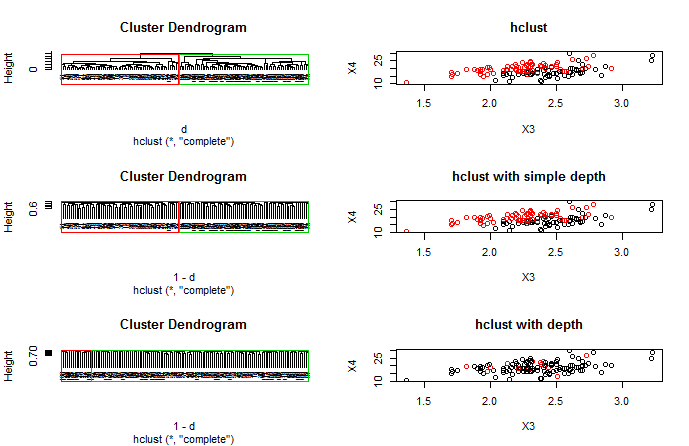 Cluster Dendrogram
Height
0
d
hclust (*, "complete")
hclust
X4
10 25
1.5 2.0 2.5 3.0
X3
Cluster Dendrogram
Height
0.6
1 - d
hclust (*, "complete")
hclust with simple depth
X4
10 25
1.5 2.0 2.5 3.0
X3
Cluster Dendrogram
Height
0.70
1 - d
hclust (*, "complete")
hclust with depth
X4
10 25
1.5 2.0 2.5 3.0
X3